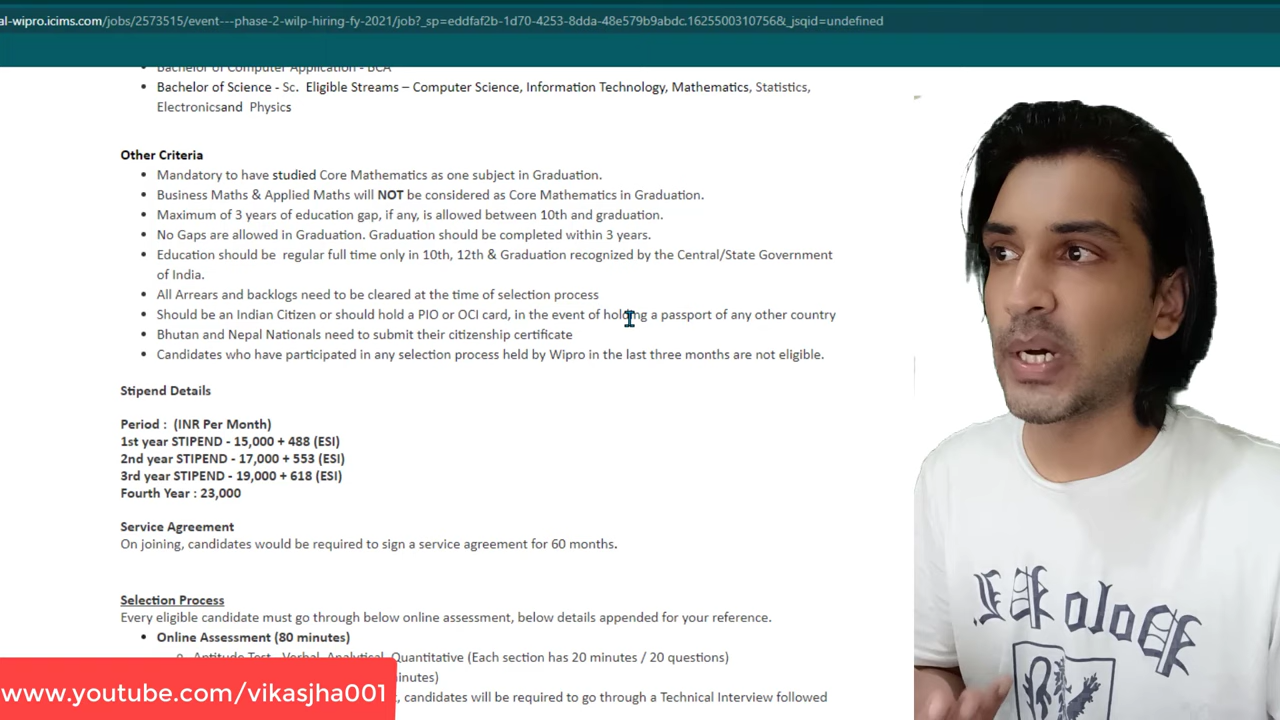 al-wipro.icims.com/jobs/2573515/event---phase-2-wilp-hiring-fy-2021/job?_sp=eddfaf2b-1d70-4253-8dda-48e579b9abdc.1625500310756&_jsqid=undefined
Bachelor of Computer Application - BCA
Bachelor of Science - Sc. Eligible Streams – Computer Science, Information Technology, Mathematics, Statistics,
Electronicsand Physics
Other Criteria
Mandatory to have studied Core Mathematics as one subject in Graduation.
Business Maths & Applied Maths will NOT be considered as Core Mathematics in Graduation.
Maximum of 3 years of education gap, if any, is allowed between 10th and graduation.
No Gaps are allowed in Graduation. Graduation should be completed within 3 years.
Education should be regular full time only in 10th, 12th & Graduation recognized by the Central/State Government
of India.
All Arrears and backlogs need to be cleared at the time of selection process
Should be an Indian Citizen or should hold a PIO or OCI card, in the event of holding a passport of any other country
Bhutan and Nepal Nationals need to submit their citizenship certificate
Candidates who have participated in any selection process held by Wipro in the last three months are not eligible.
Stipend Details
Period : (INR Per Month)
1st year STIPEND - 15,000 + 488 (ESI)
2nd year STIPEND - 17,000 + 553 (ESI)
3rd year STIPEND - 19,000 + 618 (ESI)
Fourth Year : 23,000
Service Agreement
On joining, candidates would be required to sign a service agreement for 60 months.
Selection Process
Every eligible candidate must go through below online assessment, below details appended for your reference.
Online Assessment (80 minutes)
Aptitude Test - Verbal, Analytical, Quantitative (Each section has 20 minutes / 20 questions)
minutes)
candidates will be required to go through a Technical Interview followed
www.youtube.com/vikasjha001